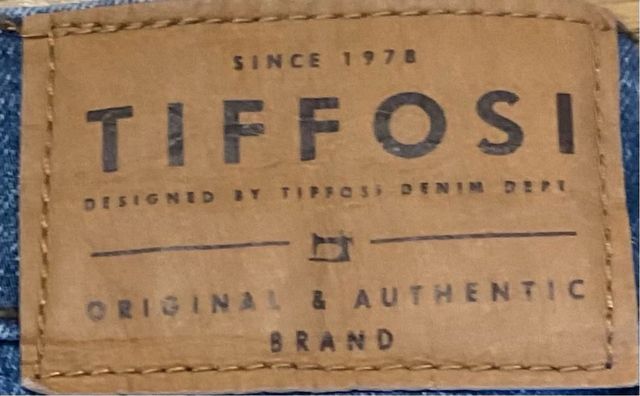 SINCE 1978
TIFFOSI
DESIGNED BY TIFFOSI DENIM DEPT.
ORIGINAL & AUTHENTIC
BRAND